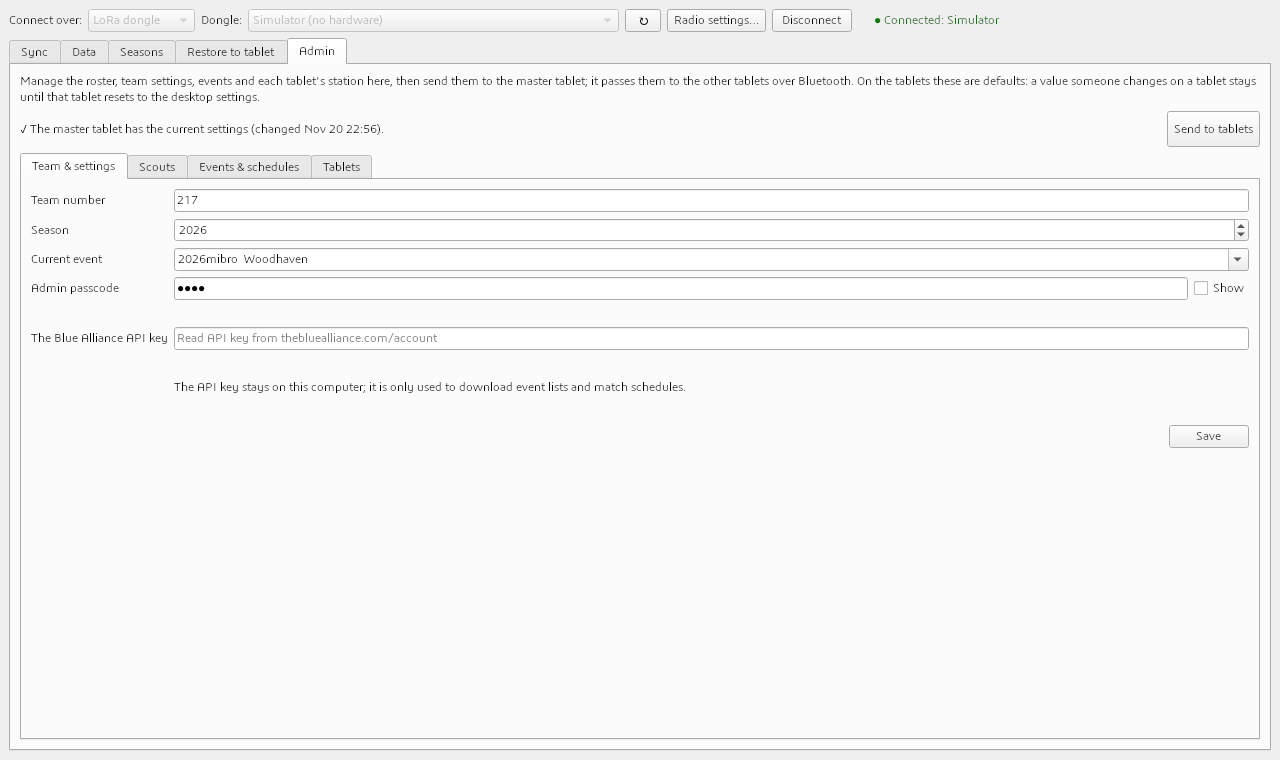 Connect over: LoRa dongle Dongle: Simulator (no hardware) ↻ Radio settings... Disconnect ● Connected: Simulator
Sync Data Seasons Restore to tablet Admin
Manage the roster, team settings, events and each tablet's station here, then send them to the master tablet; it passes them to the other tablets over Bluetooth. On the tablets these are defaults: a value someone changes on a tablet stays
until that tablet resets to the desktop settings.
✓ The master tablet has the current settings (changed Nov 20 22:56). Send to tablets
Team & settings Scouts Events & schedules Tablets
Team number 217
Season 2026
Current event 2026mibro Woodhaven
Admin passcode ●●●● Show
The Blue Alliance API key Read API key from thebluealliance.com/account
The API key stays on this computer; it is only used to download event lists and match schedules.
Save